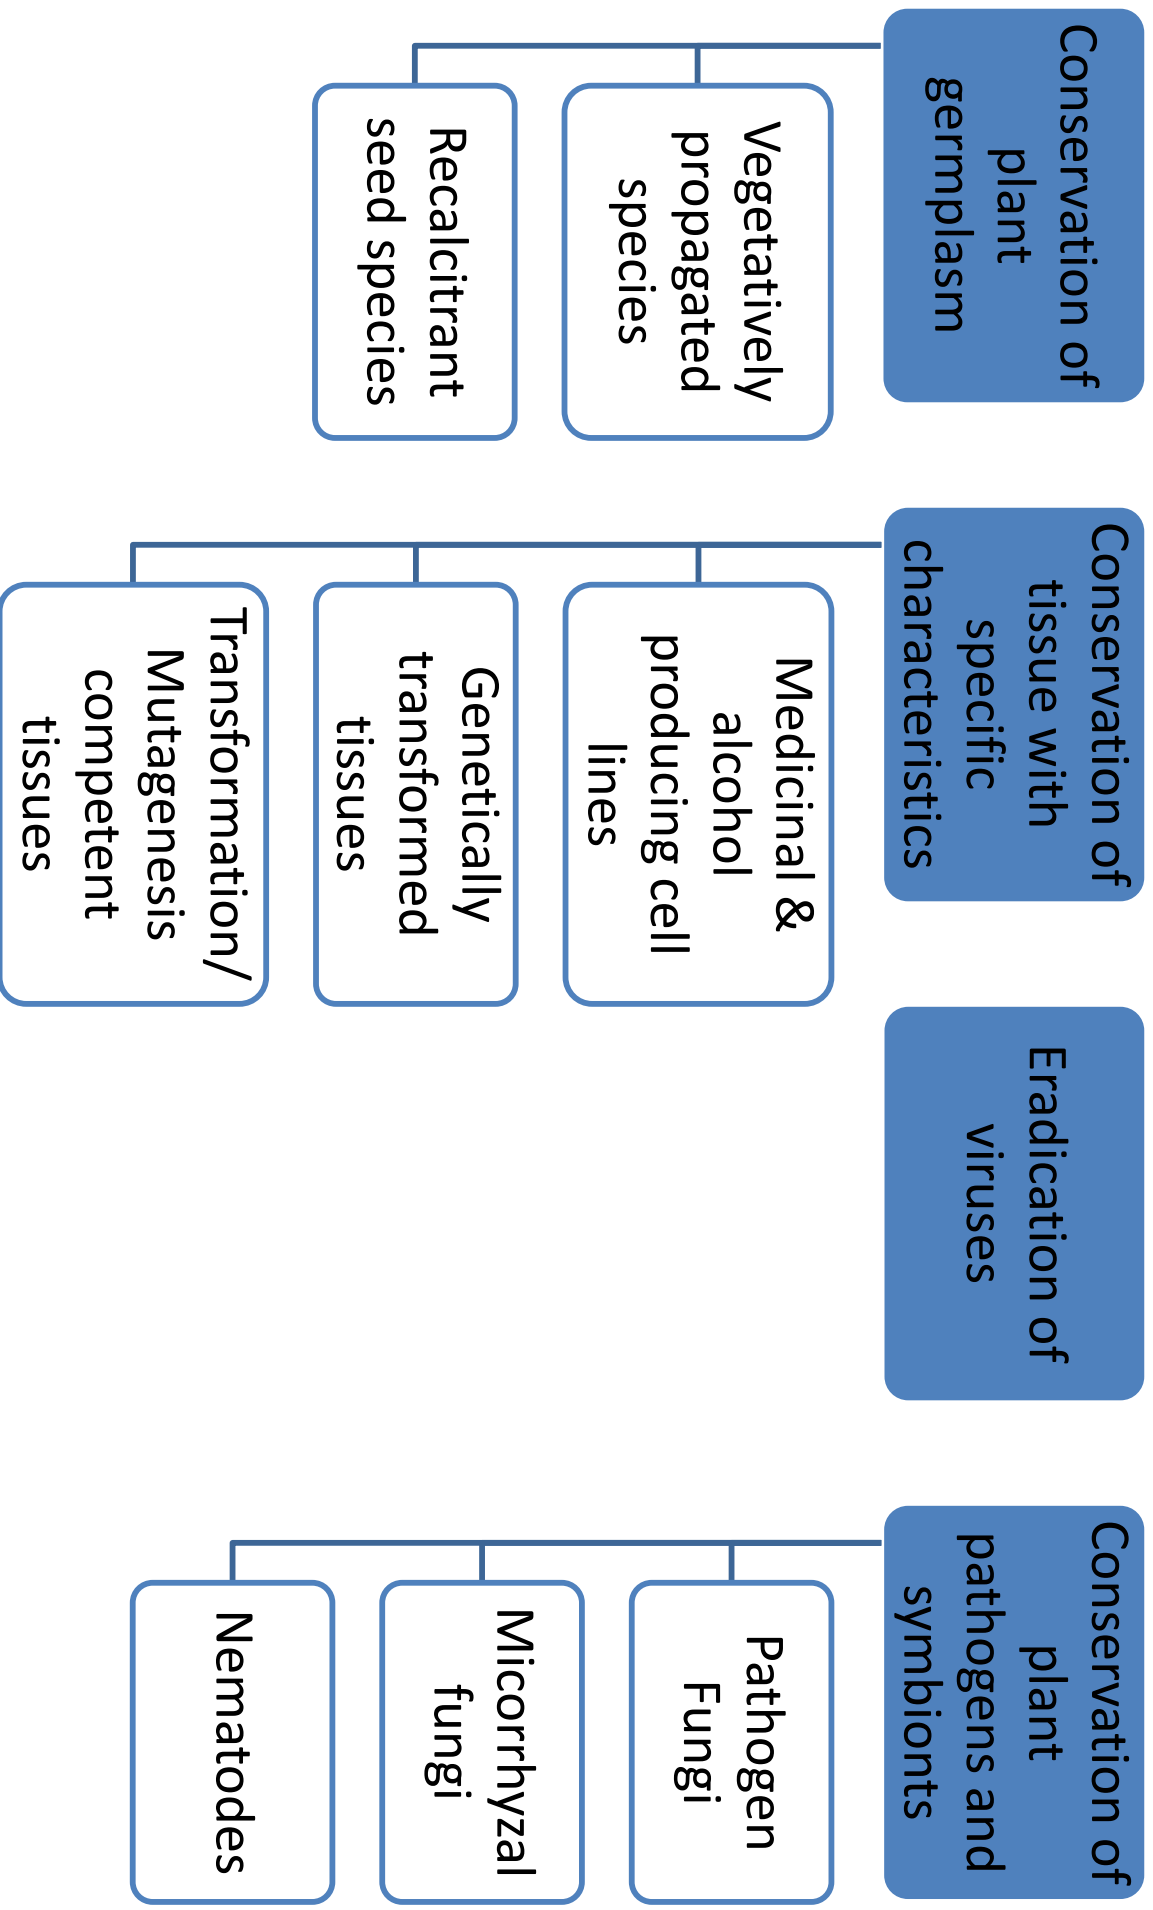 Conservation of
plant
germplasm
Vegetatively
propagated
species
Recalcitrant
seed species
Conservation of
tissue with
specific
characteristics
Medicinal &
alcohol
producing cell
lines
Genetically
transformed
tissues
Transformation/
Mutagenesis
competent
tissues
Eradication of
viruses
Conservation of
plant
pathogens and
symbionts
Pathogen
Fungi
Micorrhyzal
fungi
Nematodes